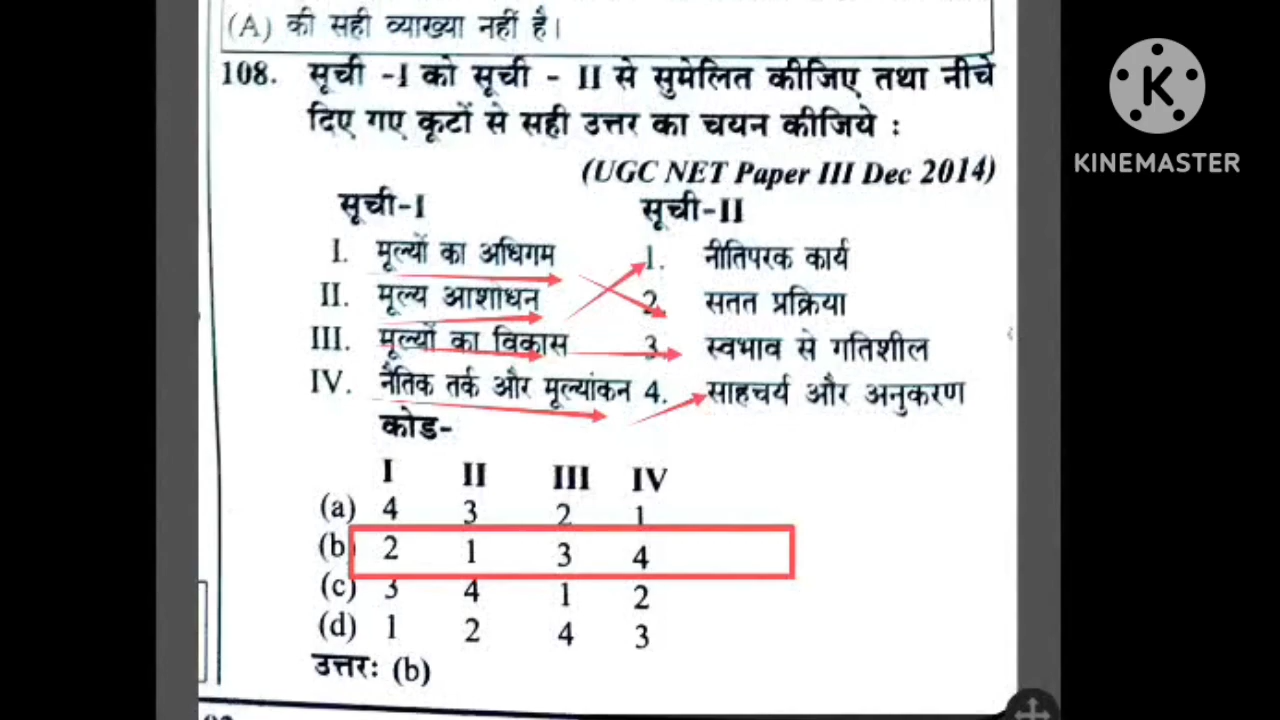 (A) की सही व्याख्या नहीं है।
108. सूची -I को सूची - II से सुमेलित कीजिए तथा नीचे
दिए गए कूटों से सही उत्तर का चयन कीजिये :
(UGC NET Paper III Dec 2014)
सूची-I सूची-II
I. मूल्यों का अधिगम 1. नीतिपरक कार्य
II. मूल्य आशोधन 2. सतत प्रक्रिया
III. मूल्यों का विकास 3. स्वभाव से गतिशील
IV. नैतिक तर्क और मूल्यांकन 4. साहचर्य और अनुकरण
कोड-
I II III IV
(a) 4 3 2 1
(b) 2 1 3 4
(c) 3 4 1 2
(d) 1 2 4 3
उत्तरः (b)
K
KINEMASTER